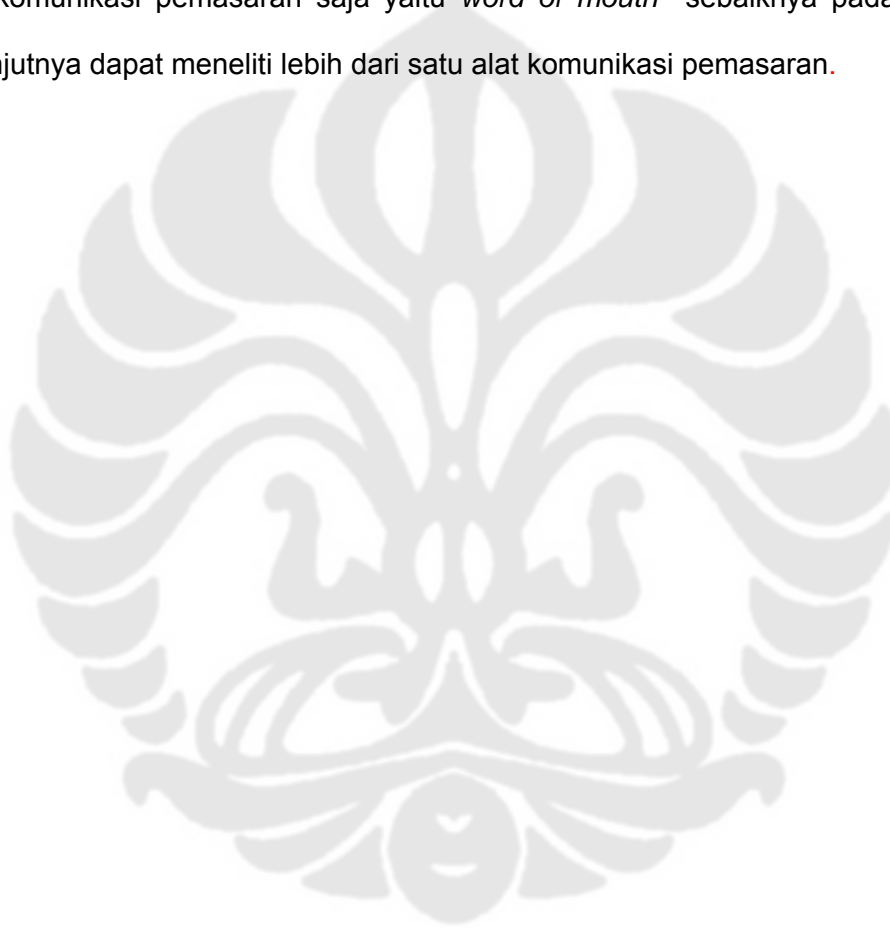 komunikasi pemasaran saja yaitu word of mouth sebaiknya pada
jutnya dapat meneliti lebih dari satu alat komunikasi pemasaran.